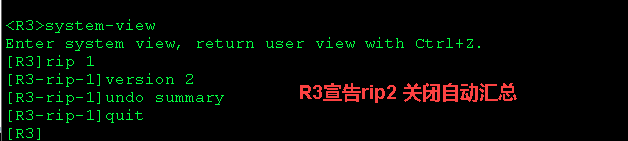 <R3>system-view
Enter system view, return user view with Ctrl+Z.
[R3]rip 1
[R3-rip-1]version 2
[R3-rip-1]undo summary
R3宣告rip2 关闭自动汇总
[R3-rip-1]quit
[R3]